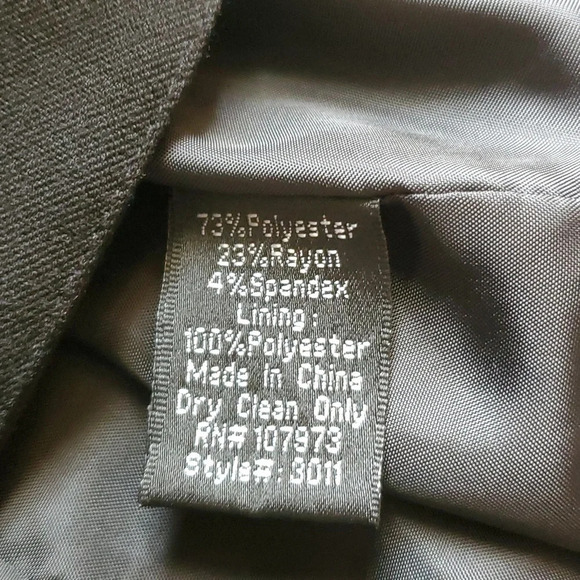 73%Polyester
23%Rayon
4%Spandex
Lining:
100%Polyester
Made In China
Dry Clean Only
RN# 107973
Style#: 3011